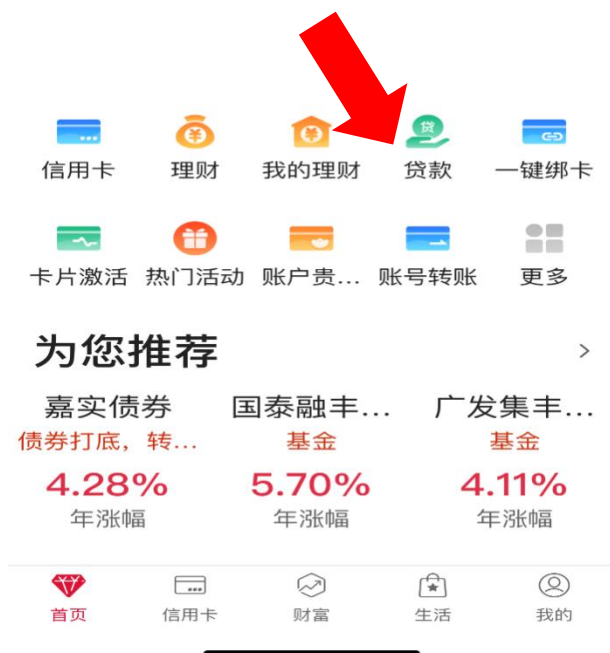 贷
信用卡 理财 我的理财 贷款 一键绑卡
卡片激活 热门活动 账户贵... 账号转账 更多
为您推荐 >
嘉实债券 国泰融丰... 广发集丰...
债券打底，转... 基金 基金
4.28% 5.70% 4.11%
年涨幅 年涨幅 年涨幅
首页 信用卡 财富 生活 我的